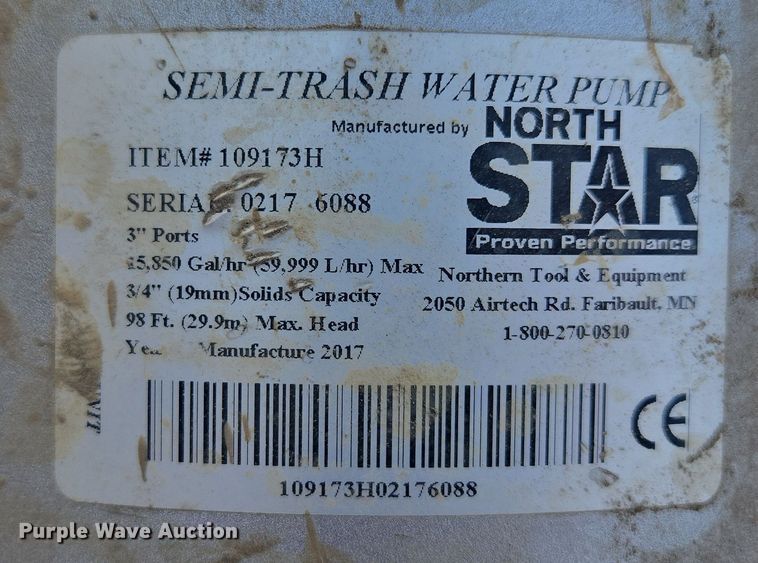 SEMI-TRASH WATER PUMP
Manufactured by NORTH
STAR
Proven Performance
ITEM# 109173H
SERIAL: 0217 6088
3" Ports
15,850 Gal/hr (59,999 L/hr) Max
3/4" (19mm)Solids Capacity
98 Ft. (29.9m) Max. Head
Manufacture 2017
Northern Tool & Equipment
2050 Airtech Rd. Faribault, MN
1-800-270-0810
CE
109173H02176088
Purple Wave Auction